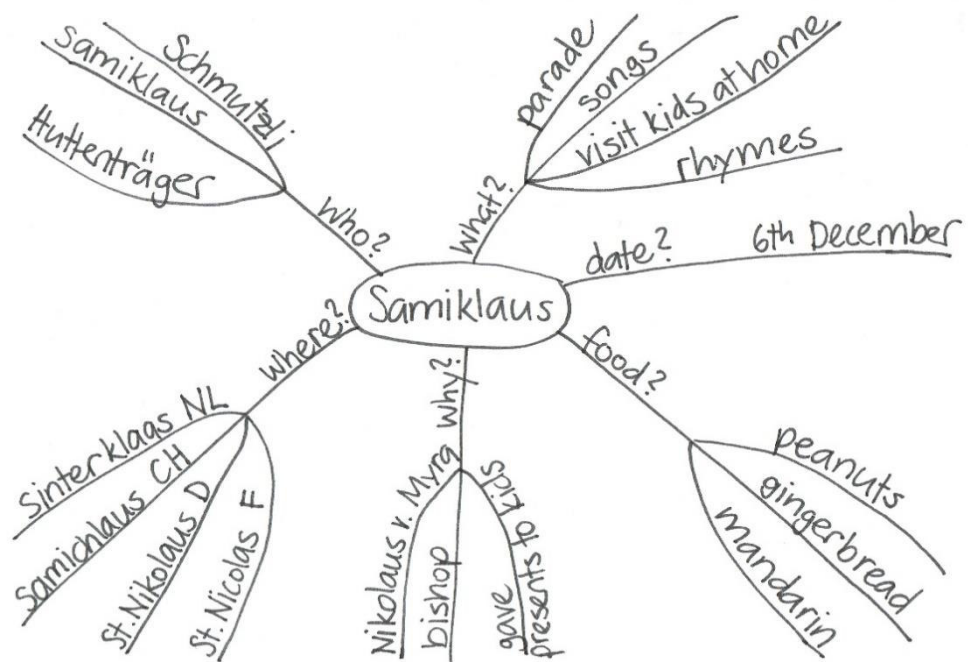 Samiklaus
Who?
Schmutzli
Samiklaus
Huttenträger
What?
parade
songs
visit kids at home
rhymes
date?
6th December
food?
peanuts
gingerbread
mandarin
Why?
Nikolaus v. Myra
bishop
gave
presents to kids
where?
Sinterklaas NL
Samichlaus CH
St. Nikolaus D
St. Nicolas F